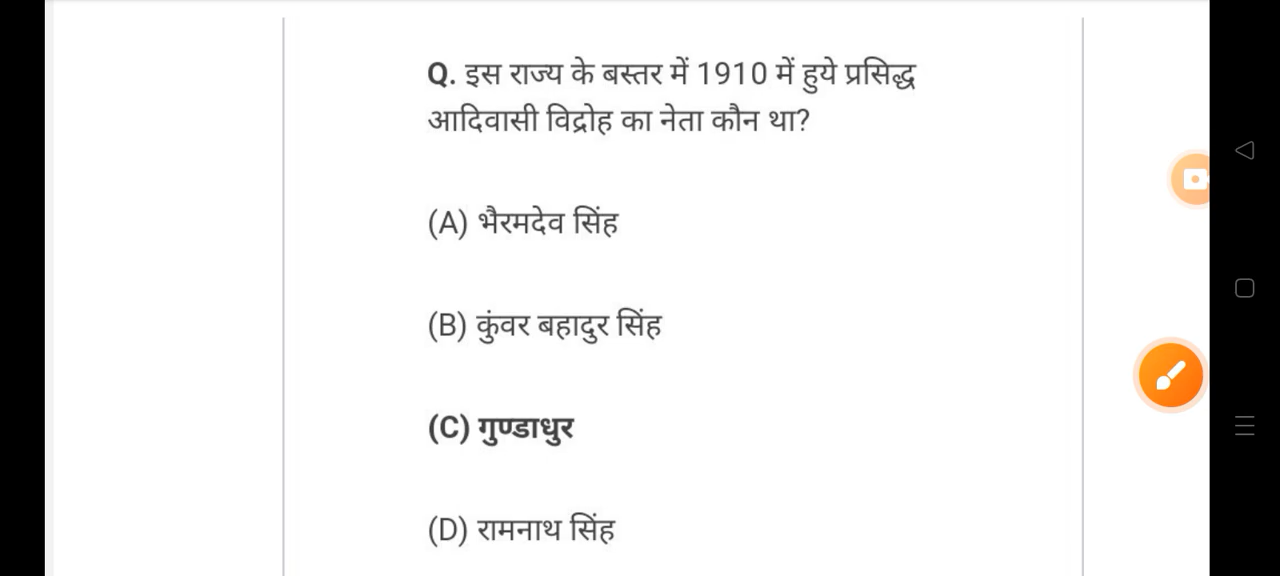 Q. इस राज्य के बस्तर में 1910 में हुये प्रसिद्ध
आदिवासी विद्रोह का नेता कौन था?
(A) भैरमदेव सिंह
(B) कुंवर बहादुर सिंह
(C) गुण्डाधुर
(D) रामनाथ सिंह